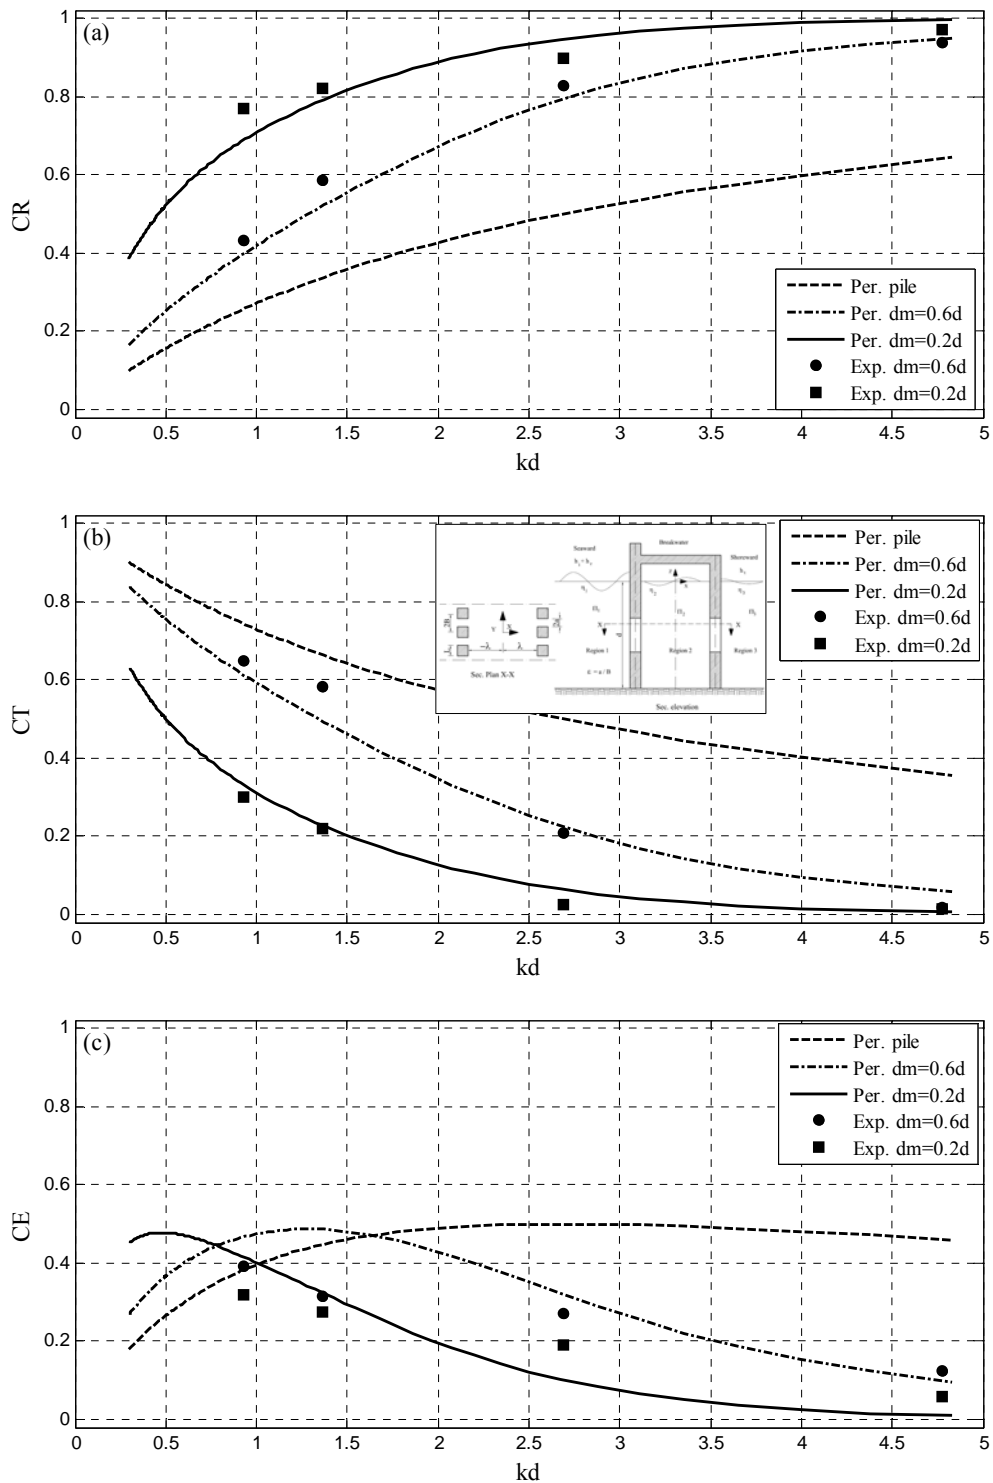 (a)
1
0.8
0.6
0.4
0.2
0
CR
Per. pile
Per. dm=0.6d
Per. dm=0.2d
Exp. dm=0.6d
Exp. dm=0.2d
0 0.5 1 1.5 2 2.5 3 3.5 4 4.5 5
kd
(b)
1
0.8
0.6
0.4
0.2
0
CT
Seaward
Breakwater
Shoreward
Region 1
Region 2
Region 3
ε = a / B
Sec. Plan X-X
Sec. elevation
Per. pile
Per. dm=0.6d
Per. dm=0.2d
Exp. dm=0.6d
Exp. dm=0.2d
0 0.5 1 1.5 2 2.5 3 3.5 4 4.5 5
kd
(c)
1
0.8
0.6
0.4
0.2
0
CE
Per. pile
Per. dm=0.6d
Per. dm=0.2d
Exp. dm=0.6d
Exp. dm=0.2d
0 0.5 1 1.5 2 2.5 3 3.5 4 4.5 5
kd